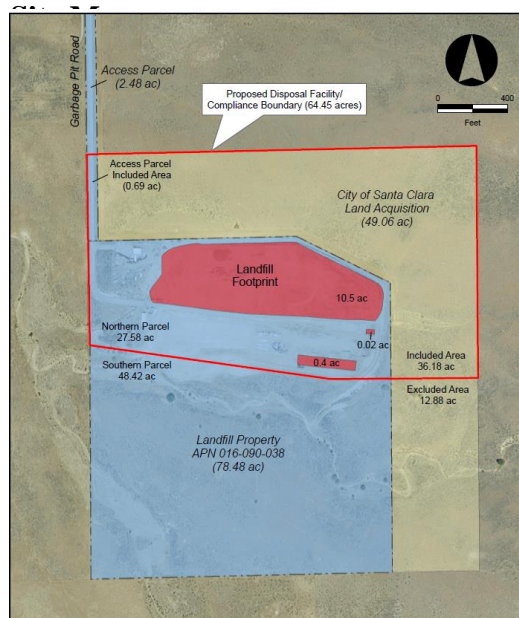 Garbage Pit Road
Access Parcel
(2.48 ac)
Proposed Disposal Facility/
Compliance Boundary (64.45 acres)
0
400
Feet
Access Parcel
Included Area
(0.69 ac)
City of Santa Clara
Land Acquisition
(49.06 ac)
Landfill
Footprint
10.5 ac
Northern Parcel
27.58 ac
0.02 ac
0.4 ac
Included Area
36.18 ac
Southern Parcel
48.42 ac
Excluded Area
12.88 ac
Landfill Property
APN 016-090-038
(78.48 ac)